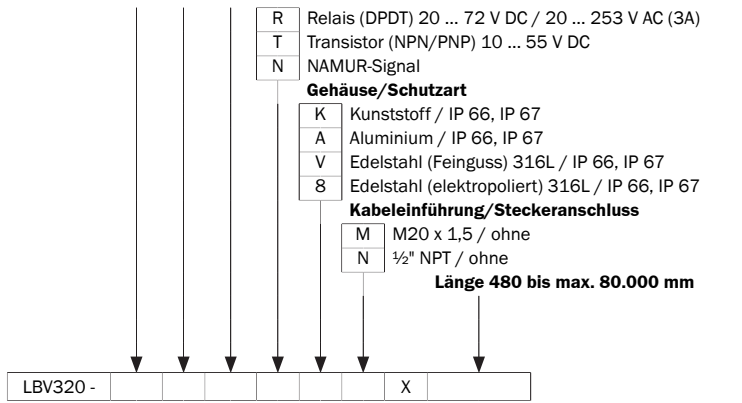 R Relais (DPDT) 20 ... 72 V DC / 20 ... 253 V AC (3A)
T Transistor (NPN/PNP) 10 ... 55 V DC
N NAMUR-Signal
Gehäuse/Schutzart
K Kunststoff / IP 66, IP 67
A Aluminium / IP 66, IP 67
V Edelstahl (Feinguss) 316L / IP 66, IP 67
8 Edelstahl (elektropoliert) 316L / IP 66, IP 67
Kabeleinführung/Steckeranschluss
M M20 x 1,5 / ohne
N ½" NPT / ohne
Länge 480 bis max. 80.000 mm
LBV320 - X